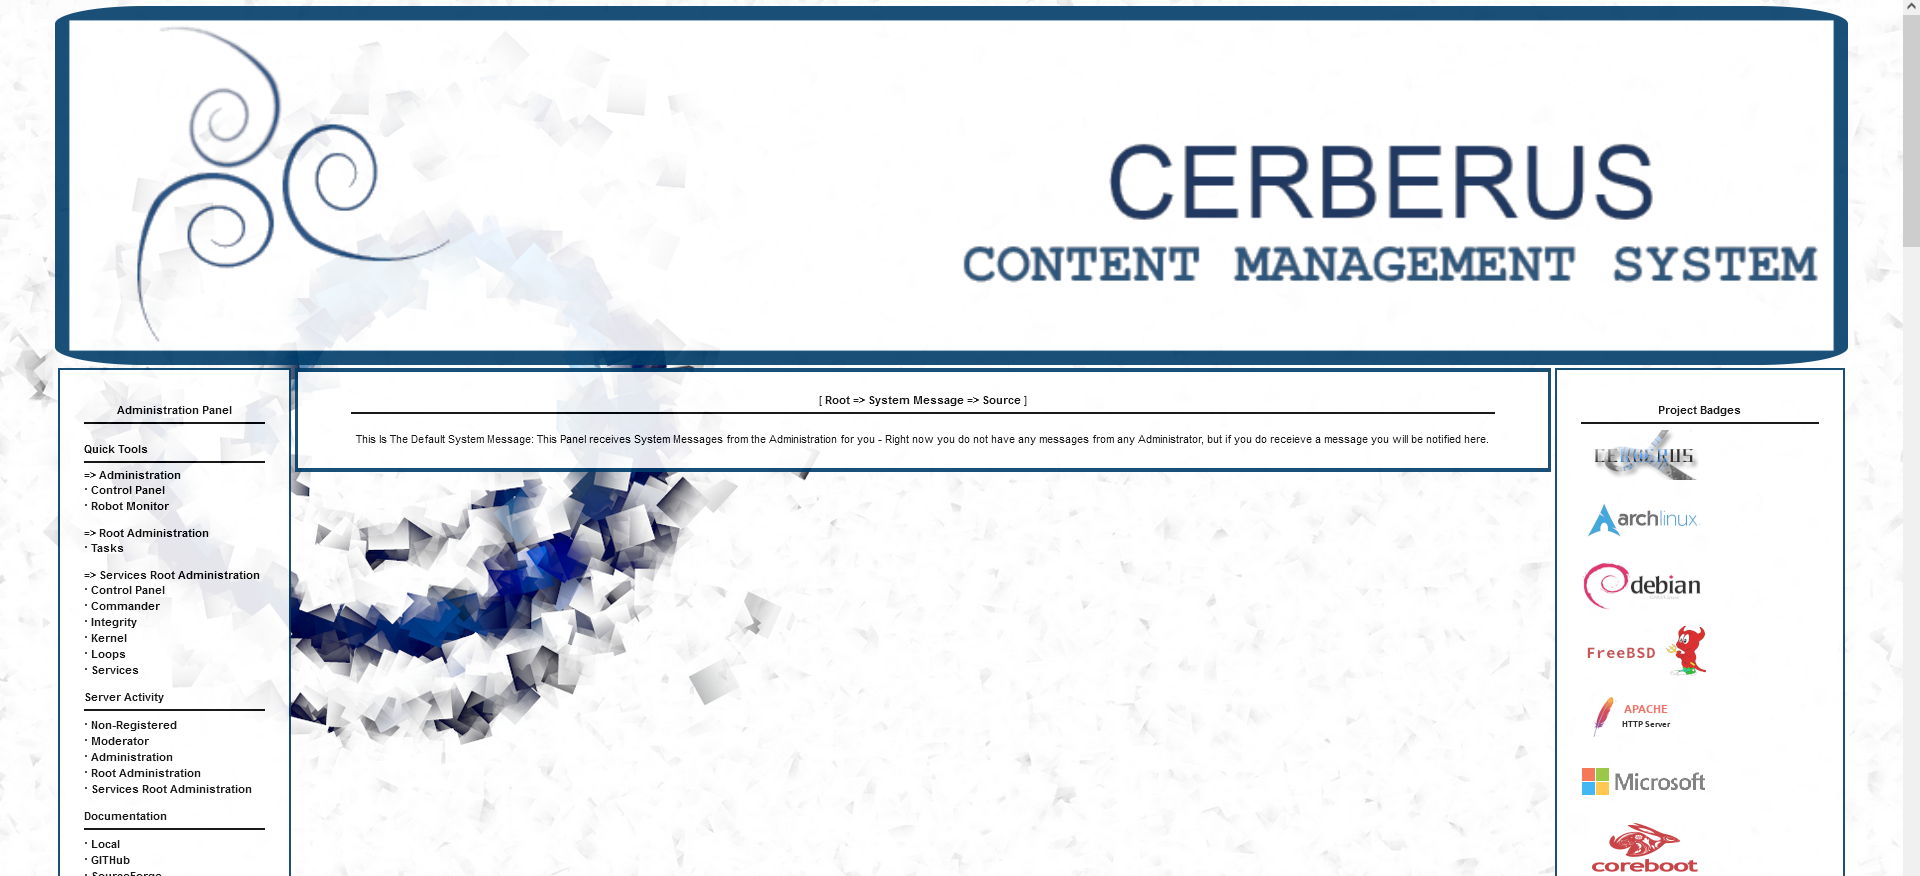 CERBERUS
CONTENT MANAGEMENT SYSTEM
Administration Panel
Quick Tools
=> Administration
· Control Panel
· Robot Monitor
=> Root Administration
· Tasks
=> Services Root Administration
· Control Panel
· Commander
· Integrity
· Kernel
· Loops
· Services
Server Activity
· Non-Registered
· Moderator
· Administration
· Root Administration
· Services Root Administration
Documentation
· Local
· GITHub
· SourceForge
[ Root => System Message => Source ]
This Is The Default System Message: This Panel receives System Messages from the Administration for you - Right now you do not have any messages from any Administrator, but if you do receieve a message you will be notified here.
Project Badges
CERBERUS
archlinux
debian
FreeBSD
APACHE
HTTP Server
Microsoft
coreboot